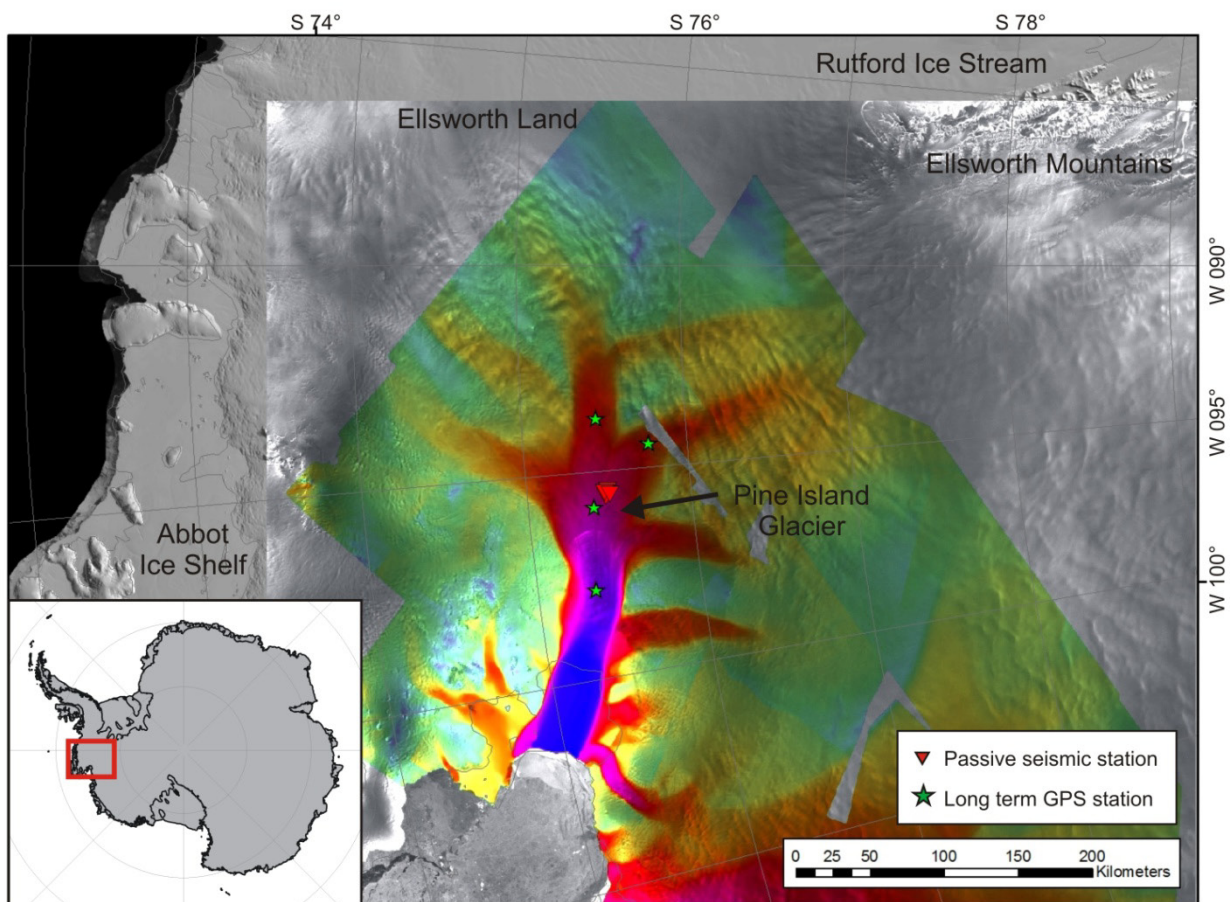 S 74°
S 76°
S 78°
Rutford Ice Stream
Ellsworth Land
Ellsworth Mountains
W 090°
W 095°
Pine Island
Glacier
Abbot
Ice Shelf
W 100°
Passive seismic station
Long term GPS station
0 25 50 100 150 200
Kilometers